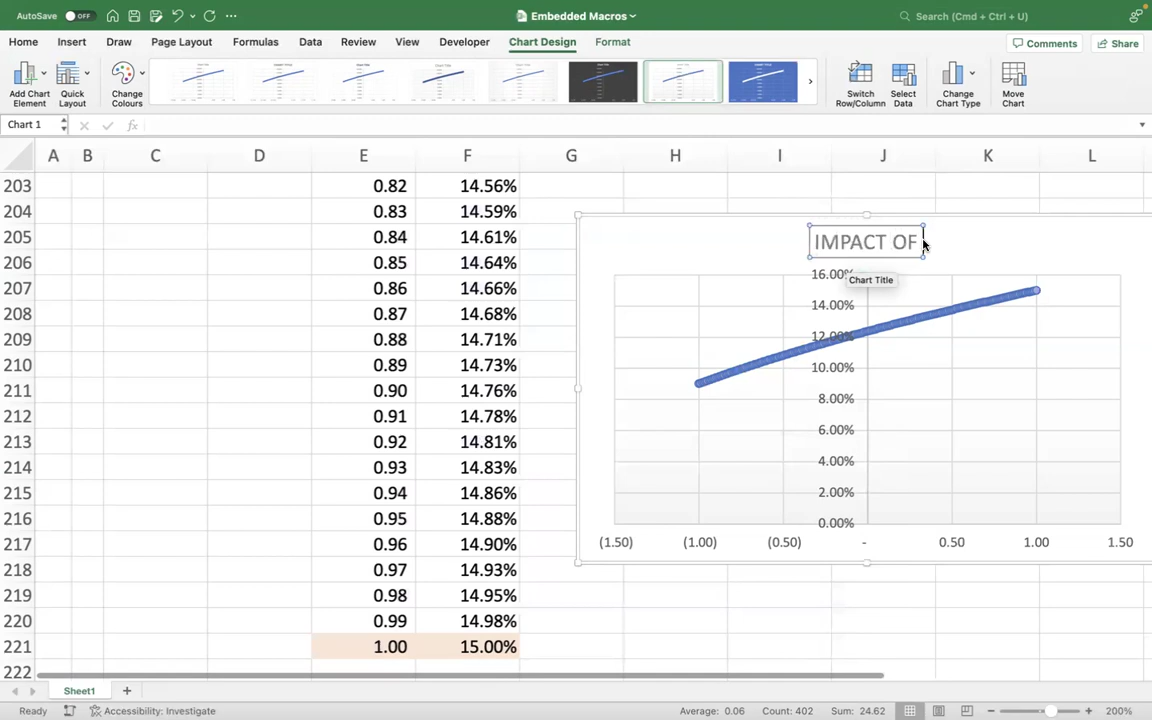 AutoSave OFF Embedded Macros Search (Cmd + Ctrl + U)
Home Insert Draw Page Layout Formulas Data Review View Developer Chart Design Format Comments Share
Add Chart Element Quick Layout Change Colours Switch Row/Column Select Data Change Chart Type Move Chart
Chart 1 fx
A B C D E F G H I J K L
203 0.82 14.56%
204 0.83 14.59%
205 0.84 14.61%
206 0.85 14.64%
207 0.86 14.66%
208 0.87 14.68%
209 0.88 14.71%
210 0.89 14.73%
211 0.90 14.76%
212 0.91 14.78%
213 0.92 14.81%
214 0.93 14.83%
215 0.94 14.86%
216 0.95 14.88%
217 0.96 14.90%
218 0.97 14.93%
219 0.98 14.95%
220 0.99 14.98%
221 1.00 15.00%
222
IMPACT OF
Chart Title
16.00%
14.00%
12.00%
10.00%
8.00%
6.00%
4.00%
2.00%
0.00%
(1.50) (1.00) (0.50) - 0.50 1.00 1.50
Sheet1
Ready Accessibility: Investigate Average: 0.06 Count: 402 Sum: 24.62 200%